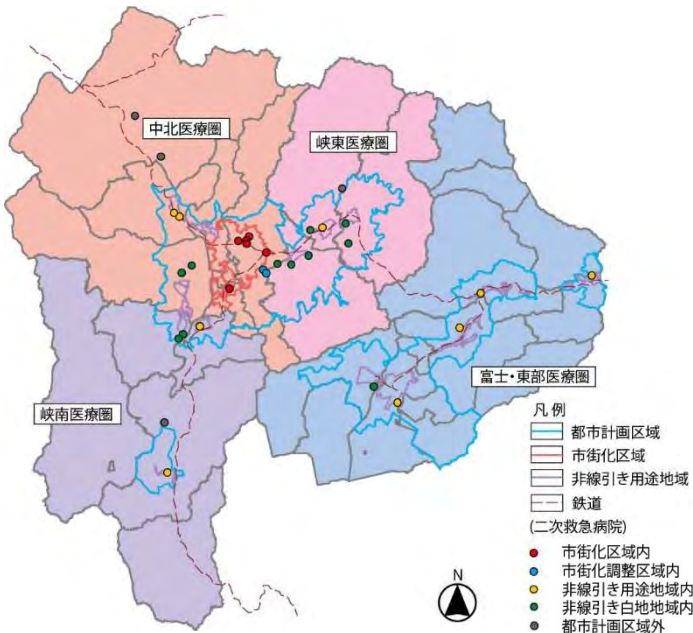 中北医療圏
峡東医療圏
富士・東部医療圏
峡南医療圏
凡例
都市計画区域
市街化区域
非線引き用途地域
鉄道
(二次救急病院)
市街化区域内
市街化調整区域内
非線引き用途地域内
非線引き白地地域内
都市計画区域外
N